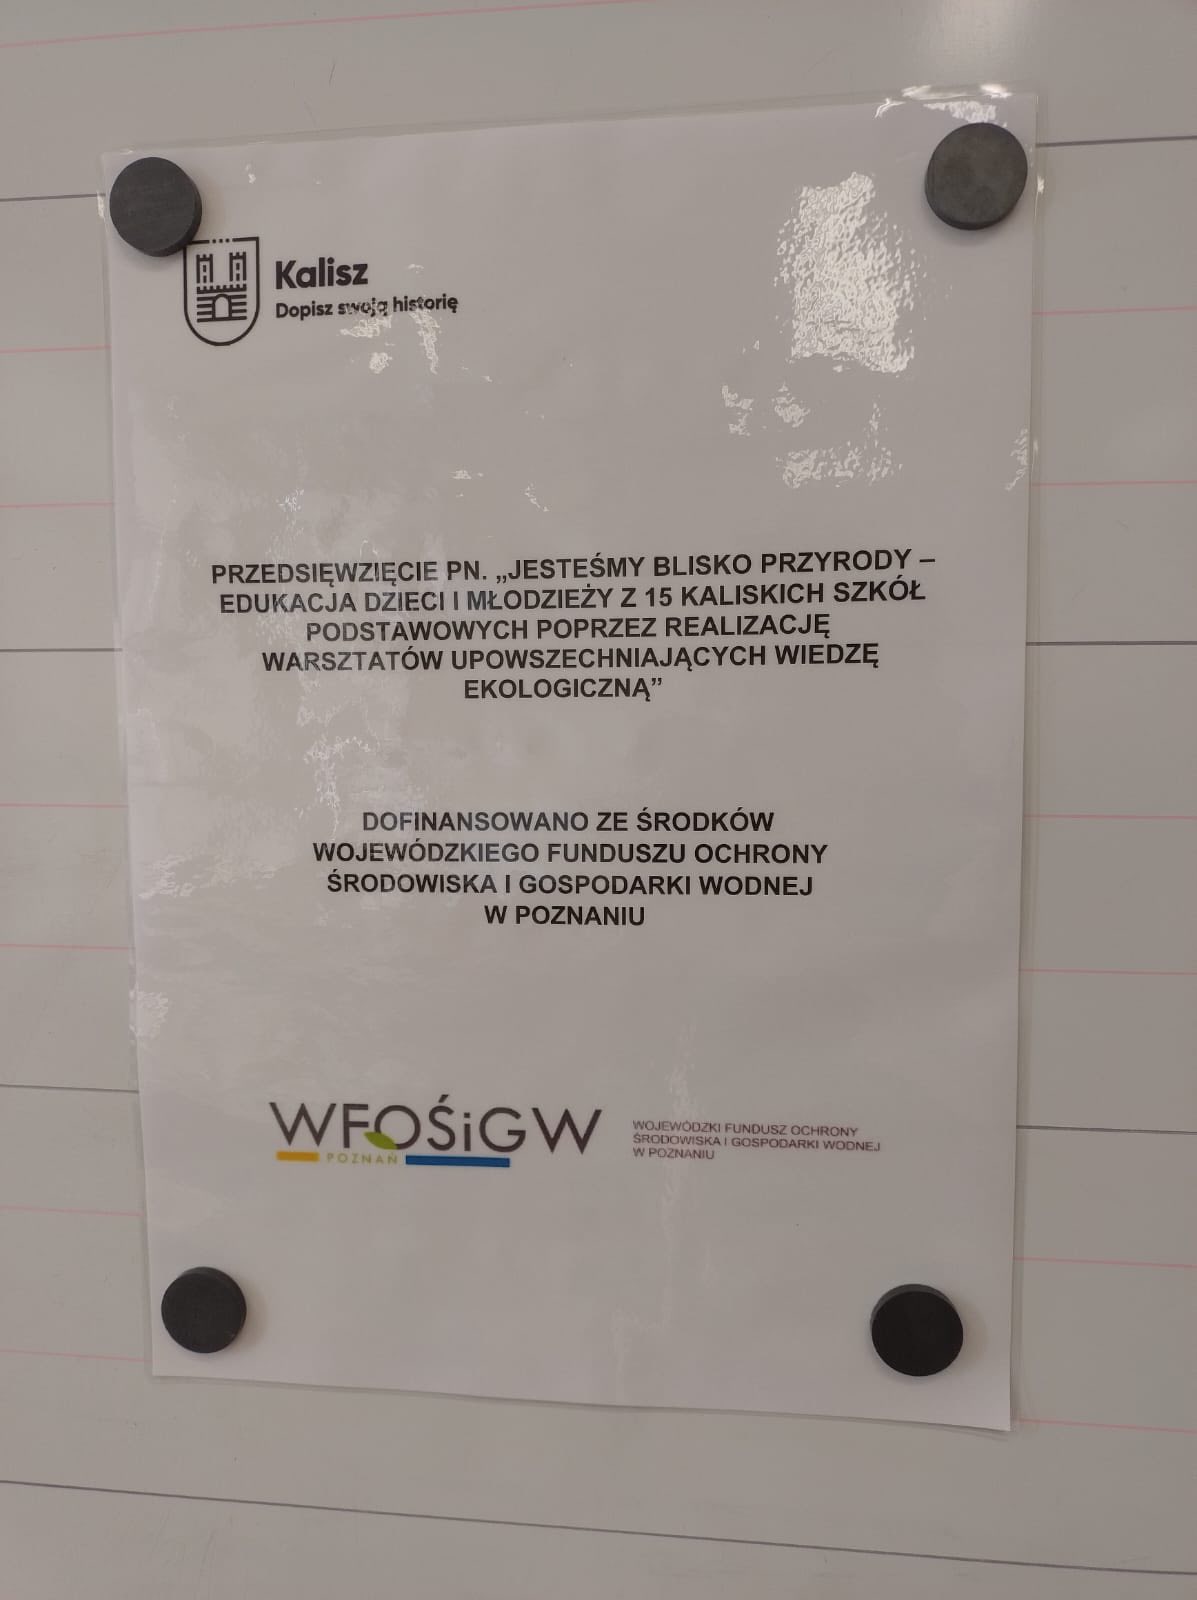 Kalisz
Dopisz swoją historię
PRZEDSIĘWZIĘCIE PN. „JESTEŚMY BLISKO PRZYRODY –
EDUKACJA DZIECI I MŁODZIEŻY Z 15 KALISKICH SZKÓŁ
PODSTAWOWYCH POPRZEZ REALIZACJĘ
WARSZTATÓW UPOWSZECHNIAJĄCYCH WIEDZĘ
EKOLOGICZNĄ”
DOFINANSOWANO ZE ŚRODKÓW
WOJEWÓDZKIEGO FUNDUSZU OCHRONY
ŚRODOWISKA I GOSPODARKI WODNEJ
W POZNANIU
WFOŚiGW
POZNAŃ
WOJEWÓDZKI FUNDUSZ OCHRONY
ŚRODOWISKA I GOSPODARKI WODNEJ
W POZNANIU